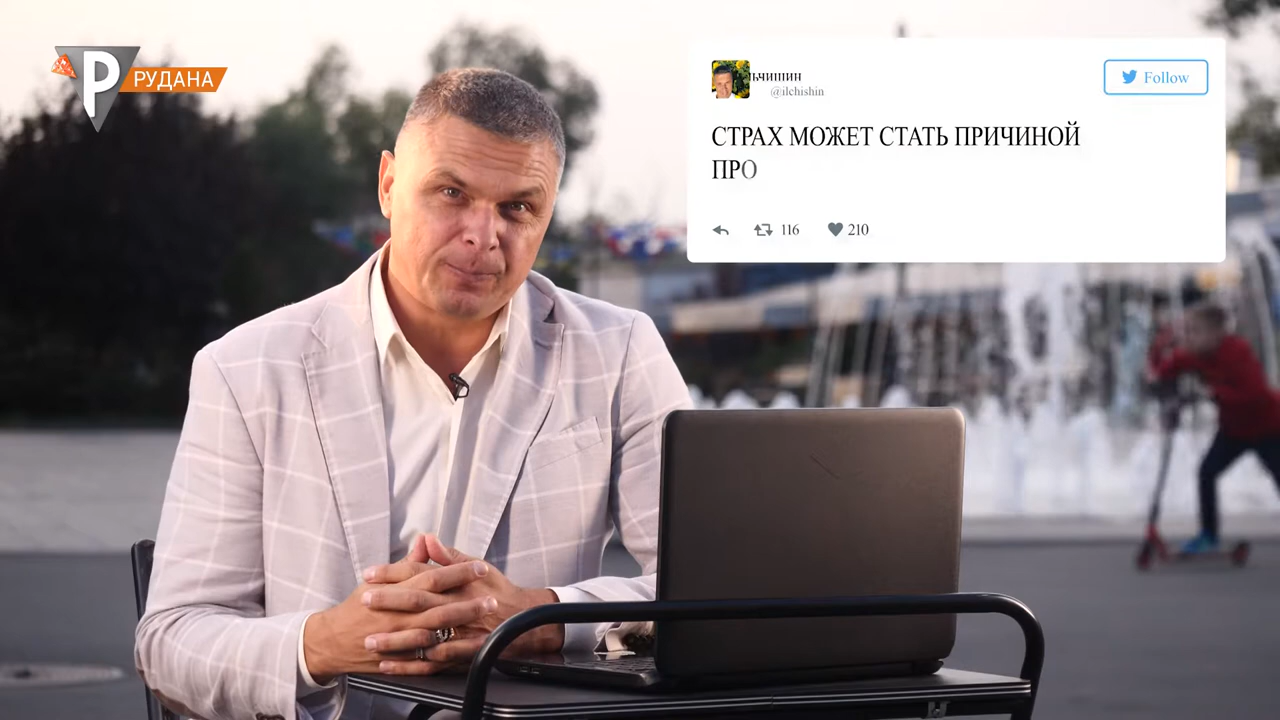 Р РУДАНА
ьчишин
@ilchishin
Follow
СТРАХ МОЖЕТ СТАТЬ ПРИЧИНОЙ
ПРО
116 210